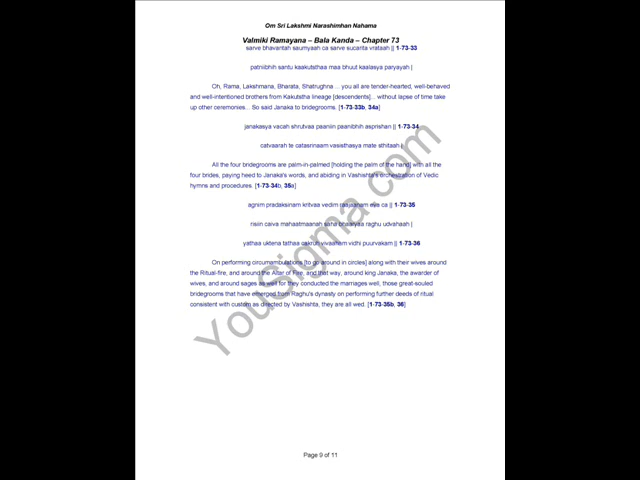 Om Sri Lakshmi Narashimhan Nahama
Valmiki Ramayana – Bala Kanda – Chapter 73
sarve bhavantah saumyaah ca sarve sucarita vrataah || 1-73-33
patniibhih santu kaakutsthaa maa bhuut kaalasya paryayah |
Oh, Rama, Lakshmana, Bharata, Shatrughna ... you all are tender-hearted, well-behaved
and well-intentioned brothers from Kakutstha lineage [descendents]... without lapse of time take
up other ceremonies... So said Janaka to bridegrooms. [1-73-33b, 34a]
janakasya vacah shrutvaa paaniin paanibhih asprishan || 1-73-34
catvaarah te catasrinaam vasisthasya mate sthitaah |
All the four bridegrooms are palm-in-palmed [holding the palm of the hand] with all the
four brides, paying heed to Janaka's words, and abiding in Vashishta's orchestration of Vedic
hymns and procedures. [1-73-34b, 35a]
agnim pradaksinam kritvaa vedim raajaanam eva ca || 1-73-35
risiin caiva mahaatmaanah saha bhaaryaa raghu udvahaah |
yathaa uktena tathaa cakruh vivaaham vidhi puurvakam || 1-73-36
On performing circumambulations [to go around in circles] along with their wives around
the Ritual-fire, and around the Altar of Fire, and that way, around king Janaka, the awarder of
wives, and around sages as well for they conducted the marriages well, those great-souled
bridegrooms that have emerged from Raghu's dynasty on performing further deeds of ritual
consistent with custom as directed by Vashishta, they are all wed. [1-73-35b, 36]
YouSigma.com
Page 9 of 11